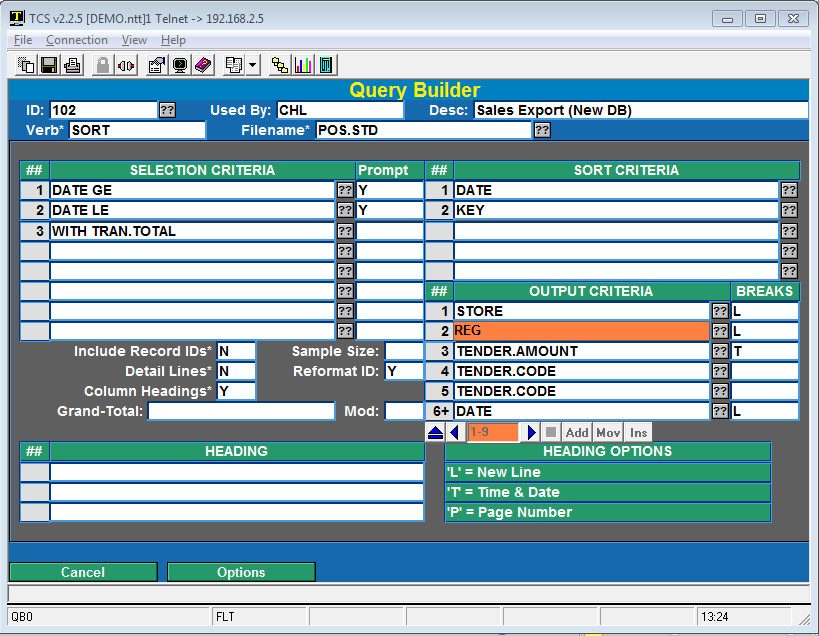 TCS v2.2.5 [DEMO.ntt]1 Telnet -> 192.168.2.5
File Connection View Help
Query Builder
ID: 102 ?? Used By: CHL Desc: Sales Export (New DB)
Verb* SORT Filename* POS.STD ??
## SELECTION CRITERIA Prompt ## SORT CRITERIA
1 DATE GE ?? Y 1 DATE ??
2 DATE LE ?? Y 2 KEY ??
3 WITH TRAN.TOTAL ?? ??
?? ??
?? ??
?? ## OUTPUT CRITERIA BREAKS
?? 1 STORE ?? L
?? 2 REG ?? L
Include Record IDs* N Sample Size: 3 TENDER.AMOUNT ?? T
Detail Lines* N Reformat ID: Y 4 TENDER.CODE ??
Column Headings* Y 5 TENDER.CODE ??
Grand-Total: Mod: 6+ DATE ?? L
1-9 Add Mov Ins
## HEADING HEADING OPTIONS
'L' = New Line
'T' = Time & Date
'P' = Page Number
Cancel Options
QB0 FLT 13:24